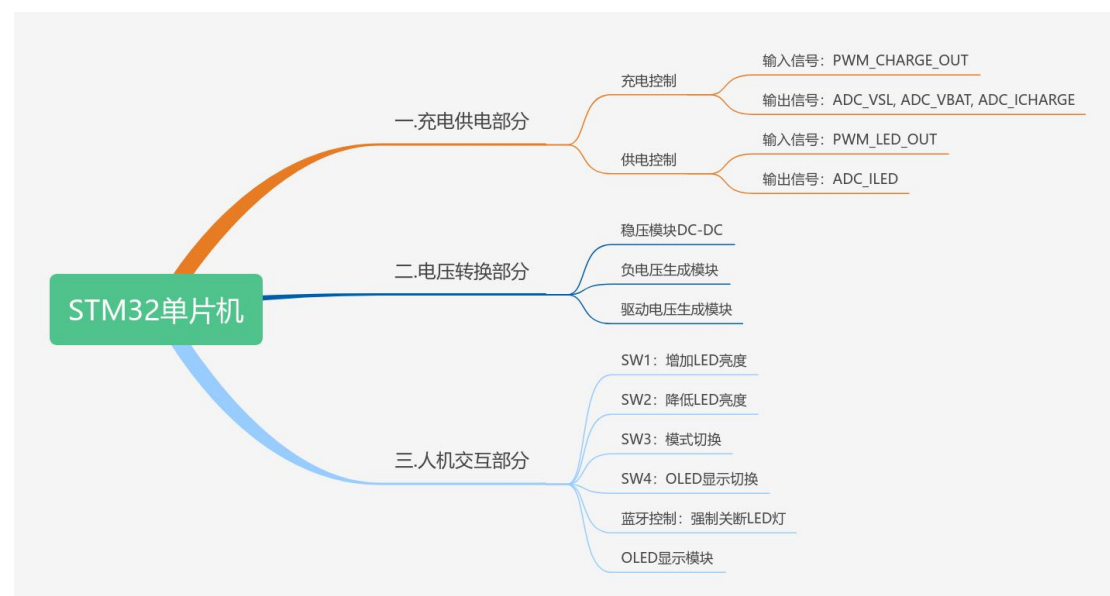 STM32单片机
一.充电供电部分
充电控制
输入信号：PWM_CHARGE_OUT
输出信号：ADC_VSL, ADC_VBAT, ADC_ICHARGE
供电控制
输入信号：PWM_LED_OUT
输出信号：ADC_ILED
二.电压转换部分
稳压模块DC-DC
负电压生成模块
驱动电压生成模块
三.人机交互部分
SW1：增加LED亮度
SW2：降低LED亮度
SW3：模式切换
SW4：OLED显示切换
蓝牙控制：强制关断LED灯
OLED显示模块